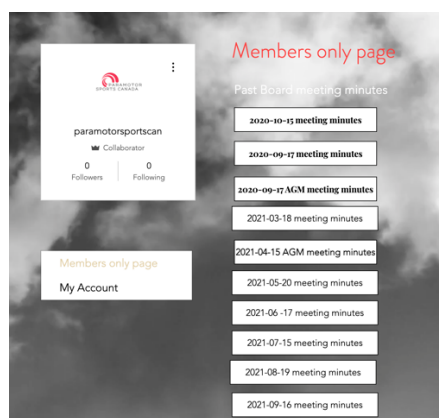 PARAMOTOR
SPORTS CANADA
paramotorsportscan
Collaborator
0
Followers
0
Following
Members only page
My Account
Members only page
Past Board meeting minutes
2020-10-15 meeting minutes
2020-09-17 meeting minutes
2020-09-17 AGM meeting minutes
2021-03-18 meeting minutes
2021-04-15 AGM meeting minutes
2021-05-20 meeting minutes
2021-06 -17 meeting minutes
2021-07-15 meeting minutes
2021-08-19 meeting minutes
2021-09-16 meeting minutes